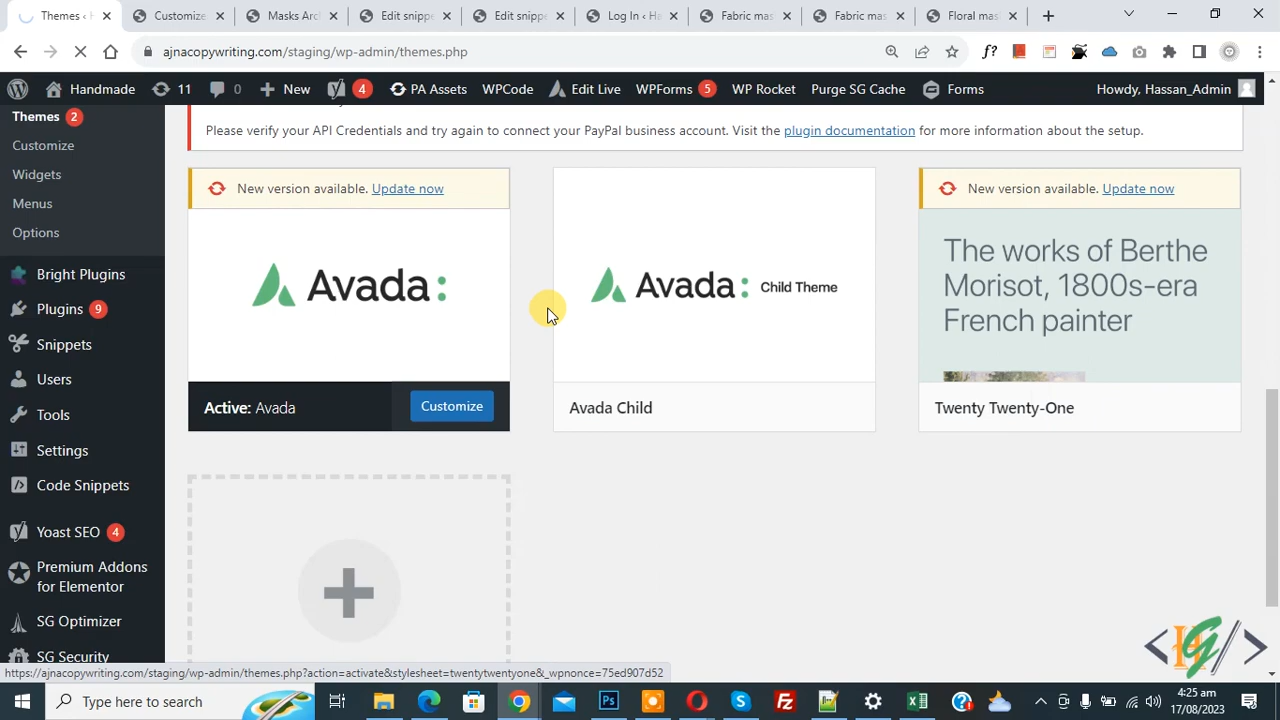 Themes ‹ H
Customize
Masks Arc
Edit snippe
Edit snippe
Log In ‹ Ha
Fabric mas
Fabric mas
Floral mas
ajnacopywriting.com/staging/wp-admin/themes.php
Handmade
11
0
New
4
PA Assets
WPCode
Edit Live
WPForms
5
WP Rocket
Purge SG Cache
Forms
Howdy, Hassan_Admin
Themes 2
Customize
Widgets
Menus
Options
Bright Plugins
Plugins 9
Snippets
Users
Tools
Settings
Code Snippets
Yoast SEO 4
Premium Addons
for Elementor
SG Optimizer
SG Security
Please verify your API Credentials and try again to connect your PayPal business account. Visit the plugin documentation for more information about the setup.
New version available. Update now
Avada
Active: Avada
Customize
Avada Child Theme
Avada Child
New version available. Update now
The works of Berthe
Morisot, 1800s-era
French painter
Twenty Twenty-One
https://ajnacopywriting.com/staging/wp-admin/themes.php?action=activate&stylesheet=twentytwentyone&_wpnonce=75ed907d52
Type here to search
4:25 am
17/08/2023